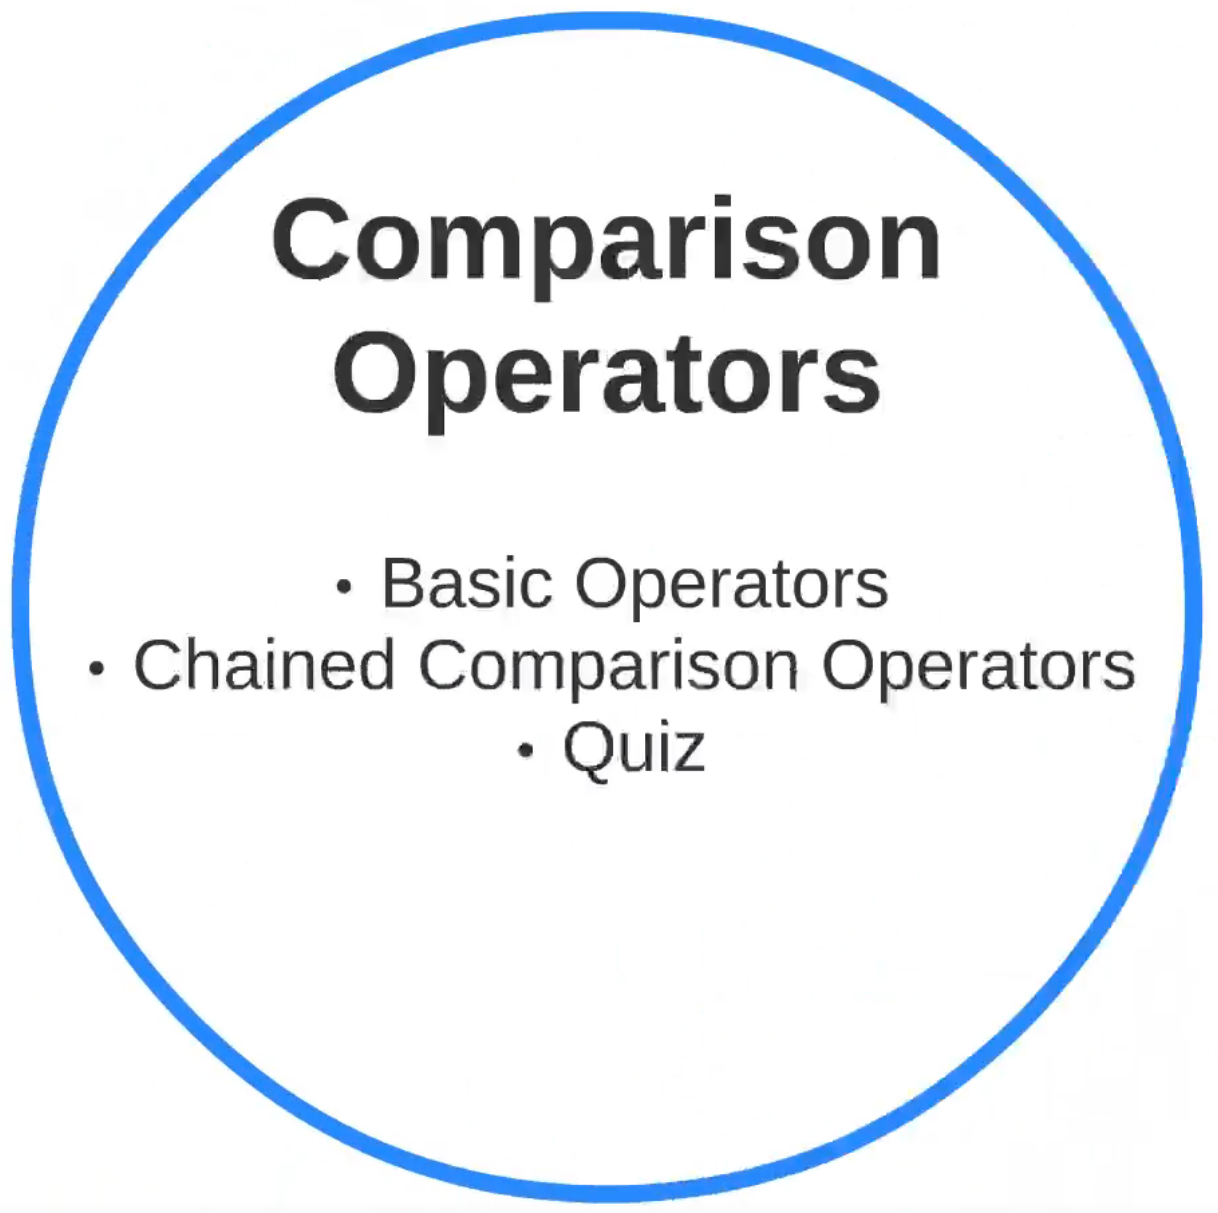 Comparison
Operators
• Basic Operators
• Chained Comparison Operators
• Quiz